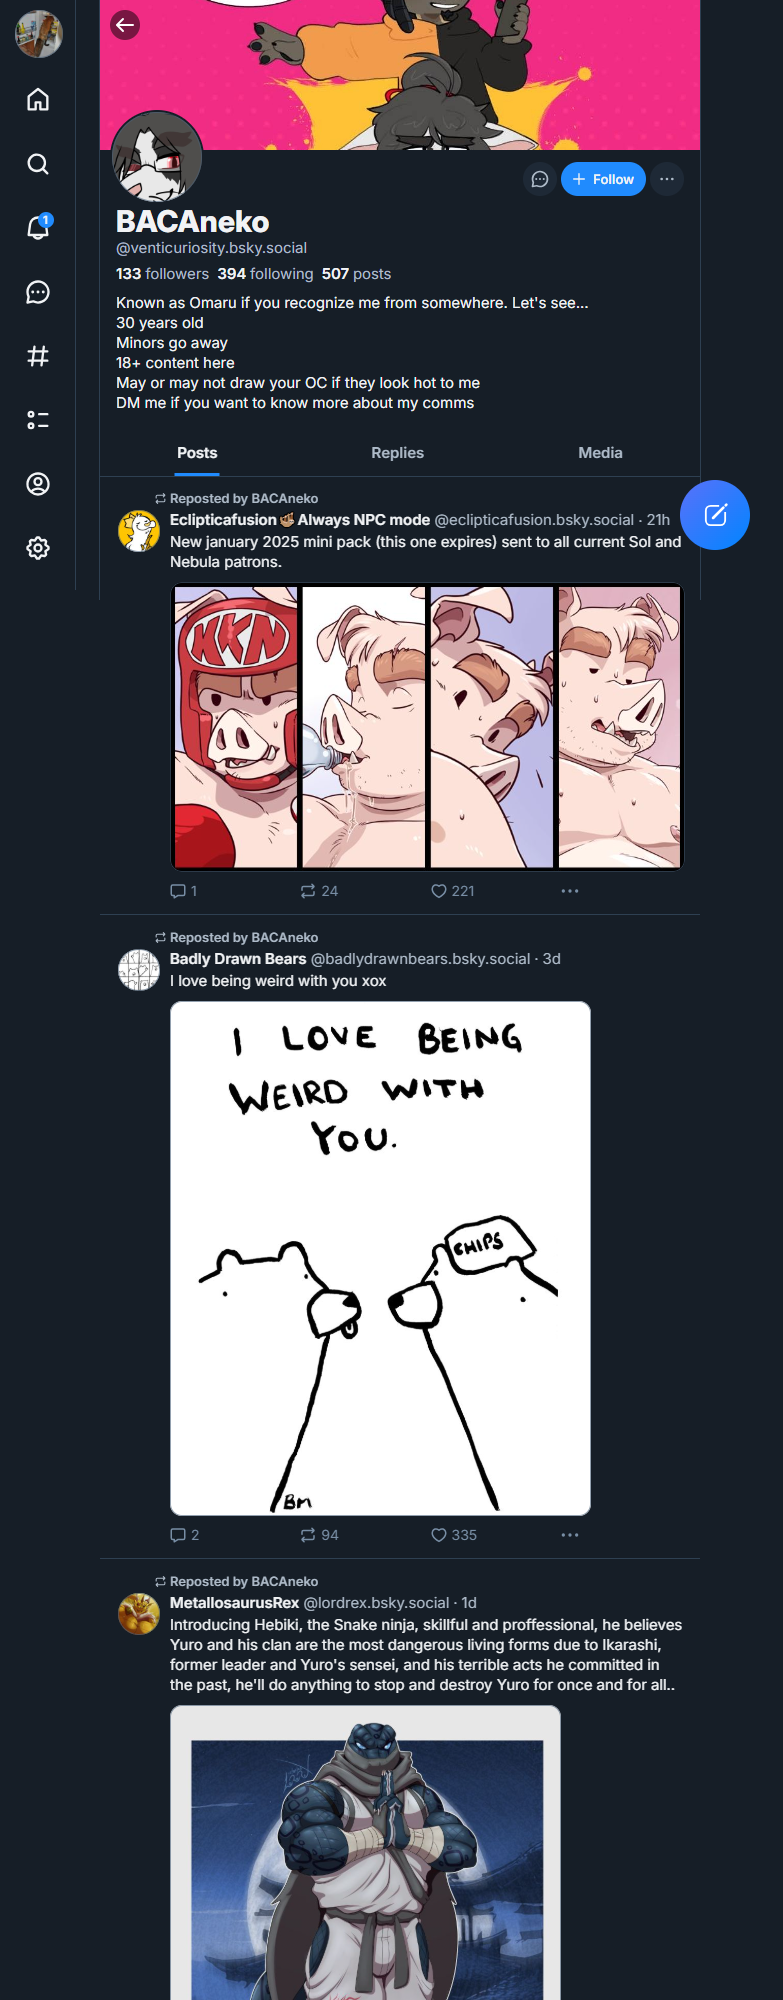 1
+ Follow
BACAneko
@venticuriosity.bsky.social
133 followers 394 following 507 posts
Known as Omaru if you recognize me from somewhere. Let's see...
30 years old
Minors go away
18+ content here
May or may not draw your OC if they look hot to me
DM me if you want to know more about my comms
Posts Replies Media
Reposted by BACAneko
Eclipticafusion Always NPC mode @eclipticafusion.bsky.social · 21h
New january 2025 mini pack (this one expires) sent to all current Sol and
Nebula patrons.
KKN
1 24 221
Reposted by BACAneko
Badly Drawn Bears @badlydrawnbears.bsky.social · 3d
I love being weird with you xox
I LOVE BEING
WEIRD WITH
YOU.
CHIPS
BM
2 94 335
Reposted by BACAneko
MetallosaurusRex @lordrex.bsky.social · 1d
Introducing Hebiki, the Snake ninja, skillful and proffessional, he believes
Yuro and his clan are the most dangerous living forms due to Ikarashi,
former leader and Yuro's sensei, and his terrible acts he committed in
the past, he'll do anything to stop and destroy Yuro for once and for all..